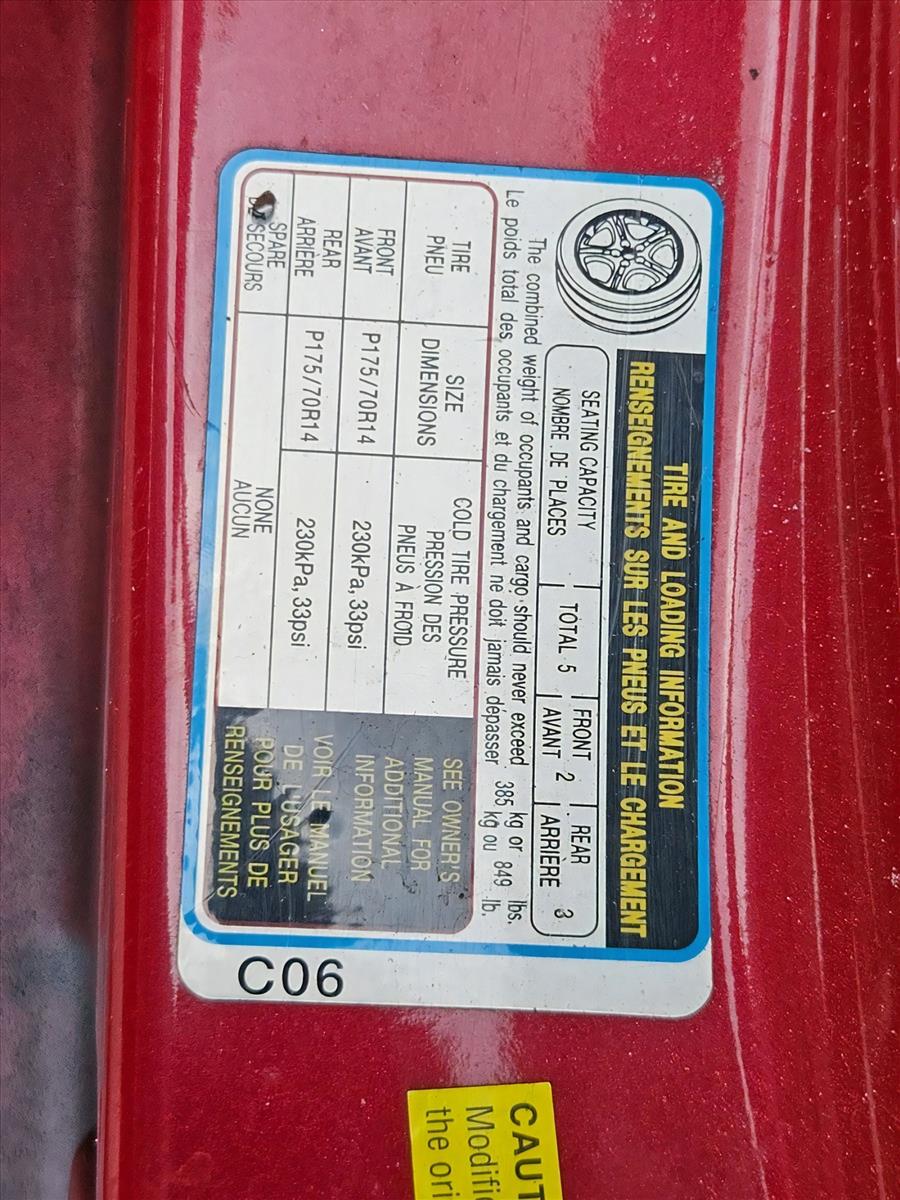 TIRE AND LOADING INFORMATION
RENSEIGNEMENTS SUR LES PNEUS ET LE CHARGEMENT
SEATING CAPACITY
NOMBRE DE PLACES
TOTAL 5
FRONT
AVANT 2
REAR
ARRIÈRE 3
The combined weight of occupants and cargo should never exceed 385 kg or 849 lbs.
Le poids total des occupants et du chargement ne doit jamais dépasser 385 kg ou 849 lb.
TIRE
PNEU
SIZE
DIMENSIONS
COLD TIRE PRESSURE
PRESSION DES
PNEUS À FROID
FRONT
AVANT
P175/70R14
230kPa, 33psi
REAR
ARRIÈRE
P175/70R14
230kPa, 33psi
SPARE
DE SECOURS
NONE
AUCUN
SEE OWNER'S
MANUAL FOR
ADDITIONAL
INFORMATION
VOIR LE MANUEL
DE L'USAGER
POUR PLUS DE
RENSEIGNEMENTS
C06
CAUT
Modifi
the ori